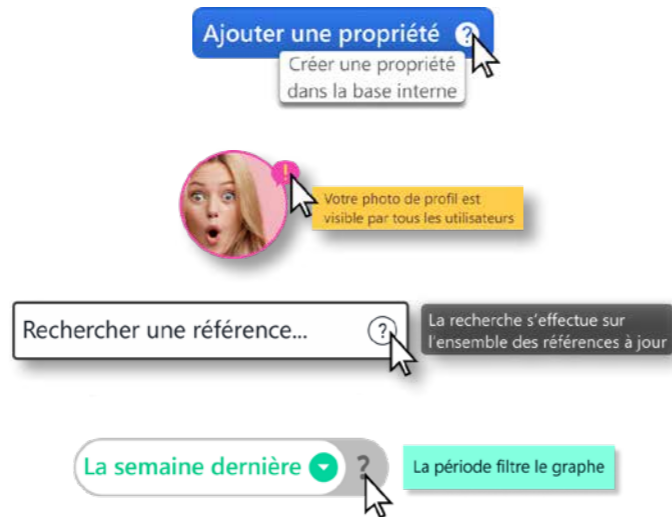 Ajouter une propriété ?
Créer une propriété
dans la base interne
!
Votre photo de profil est
visible par tous les utilisateurs
Rechercher une référence... ?
La recherche s'effectue sur
l'ensemble des références à jour
La semaine dernière ?
La période filtre le graphe